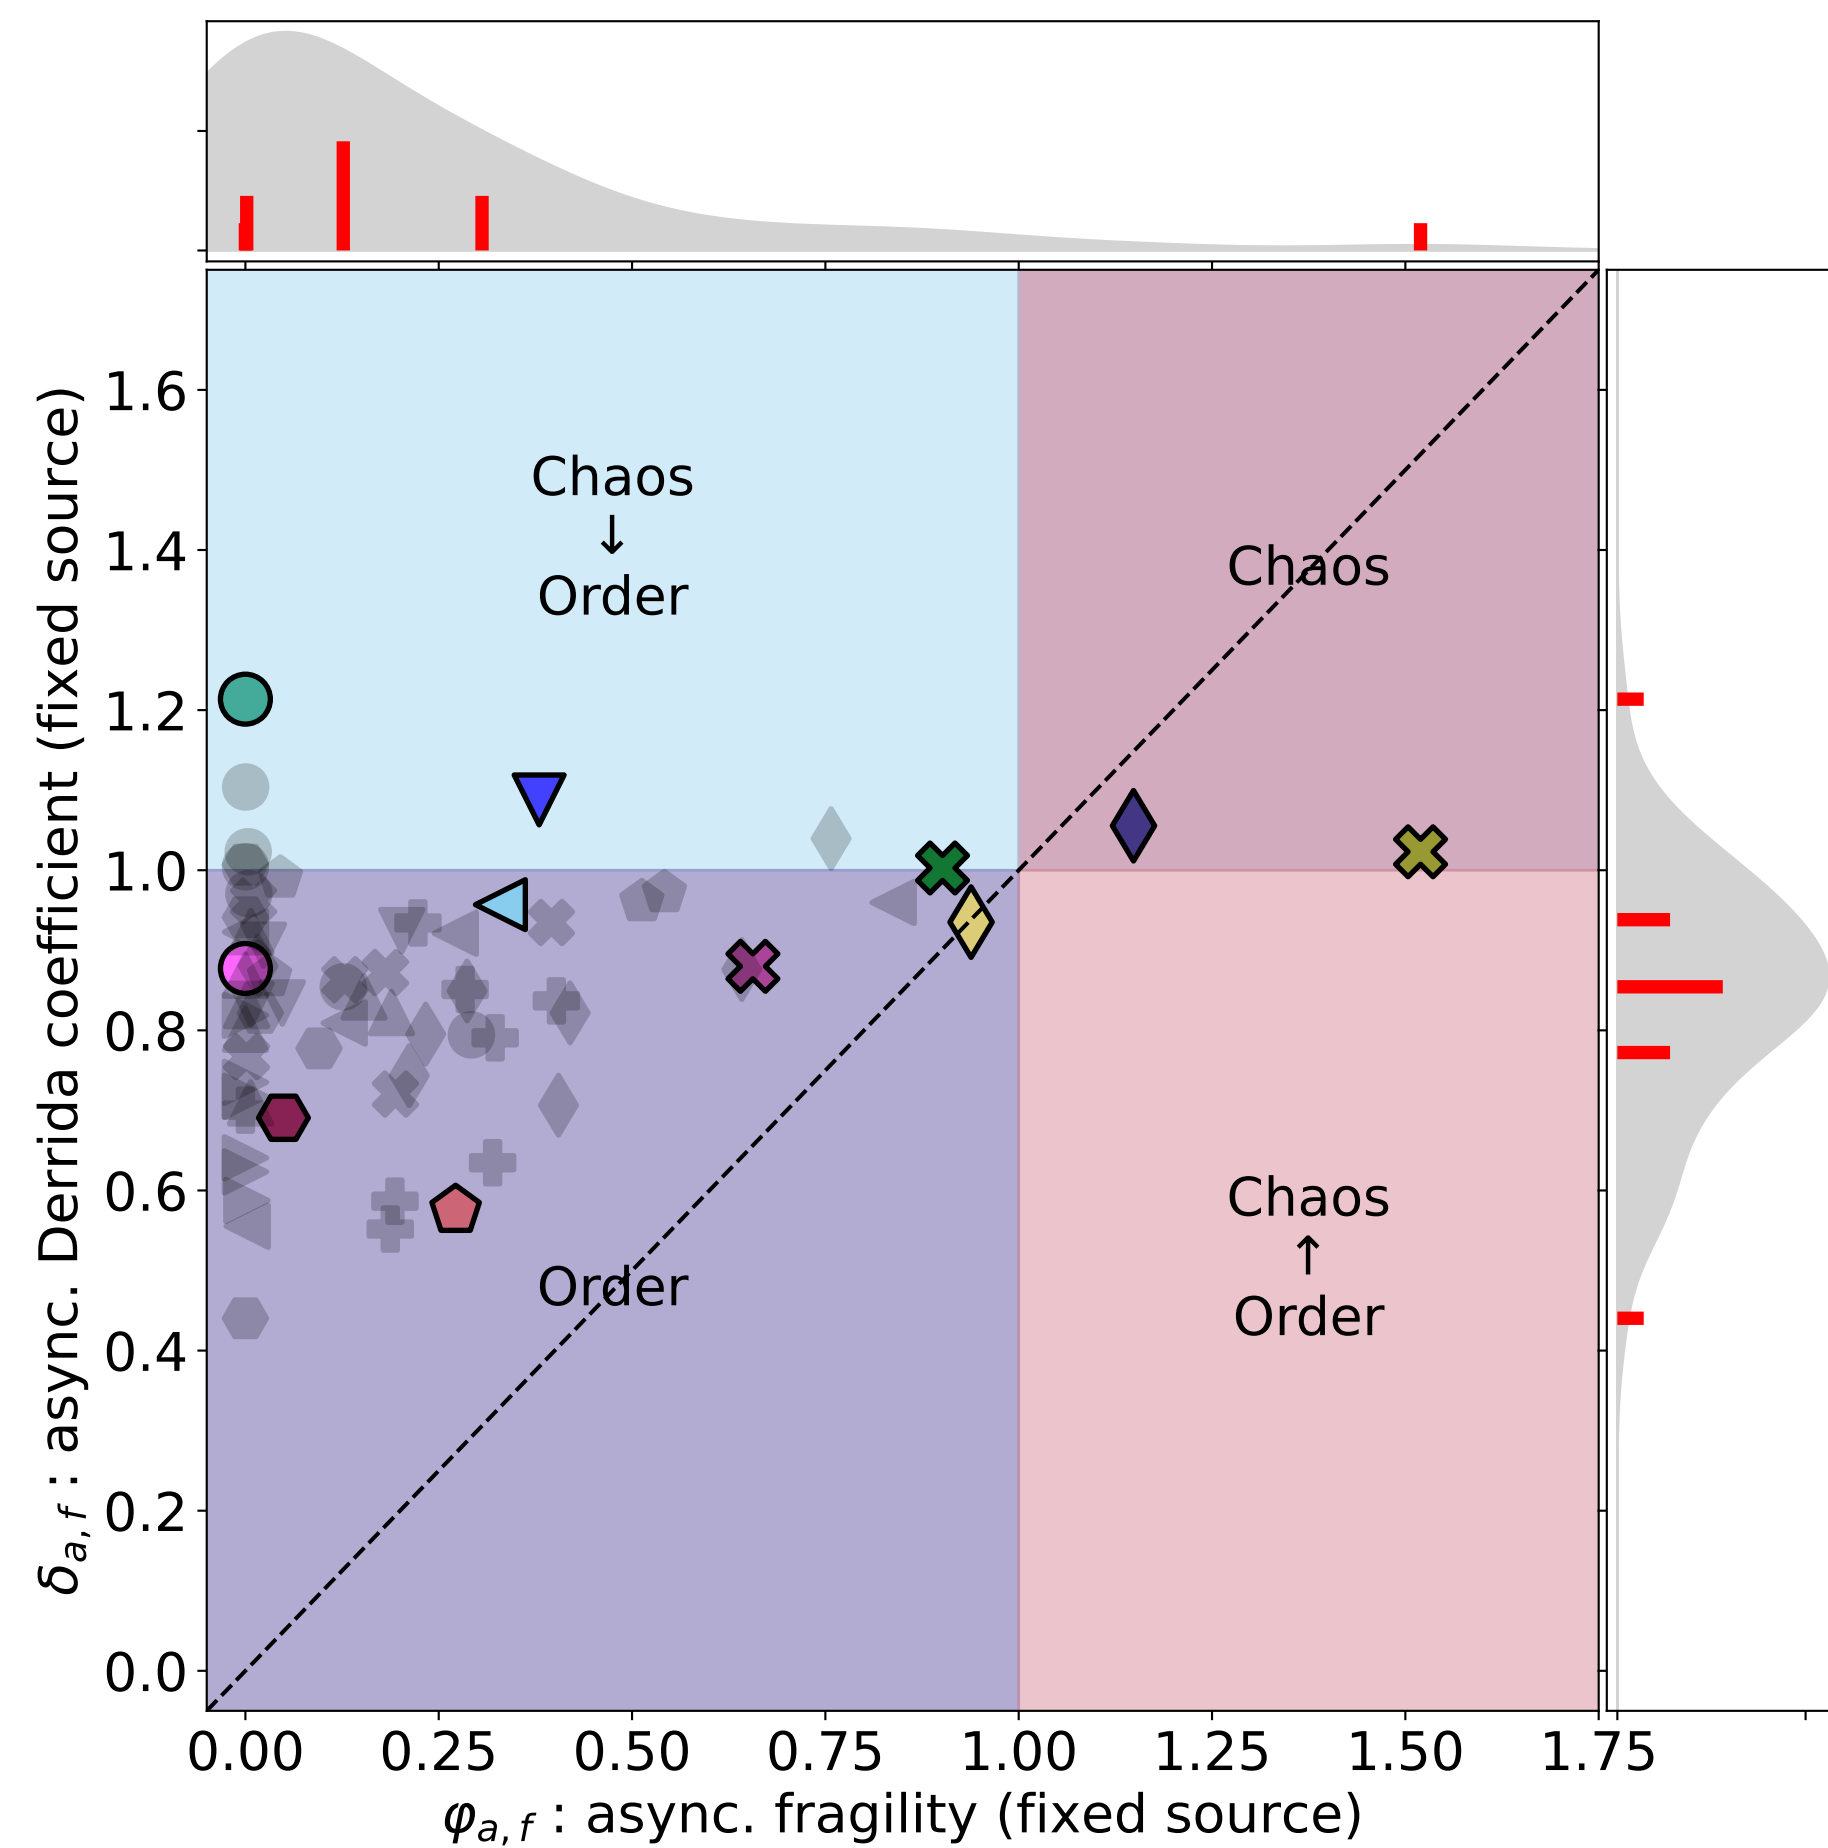 Chaos
↓
Order
Chaos
Order
Chaos
↑
Order
1.6
1.4
1.2
1.0
0.8
0.6
0.4
0.2
0.0
δa,f : async. Derrida coefficient (fixed source)
0.00 0.25 0.50 0.75 1.00 1.25 1.50 1.75
φa,f : async. fragility (fixed source)